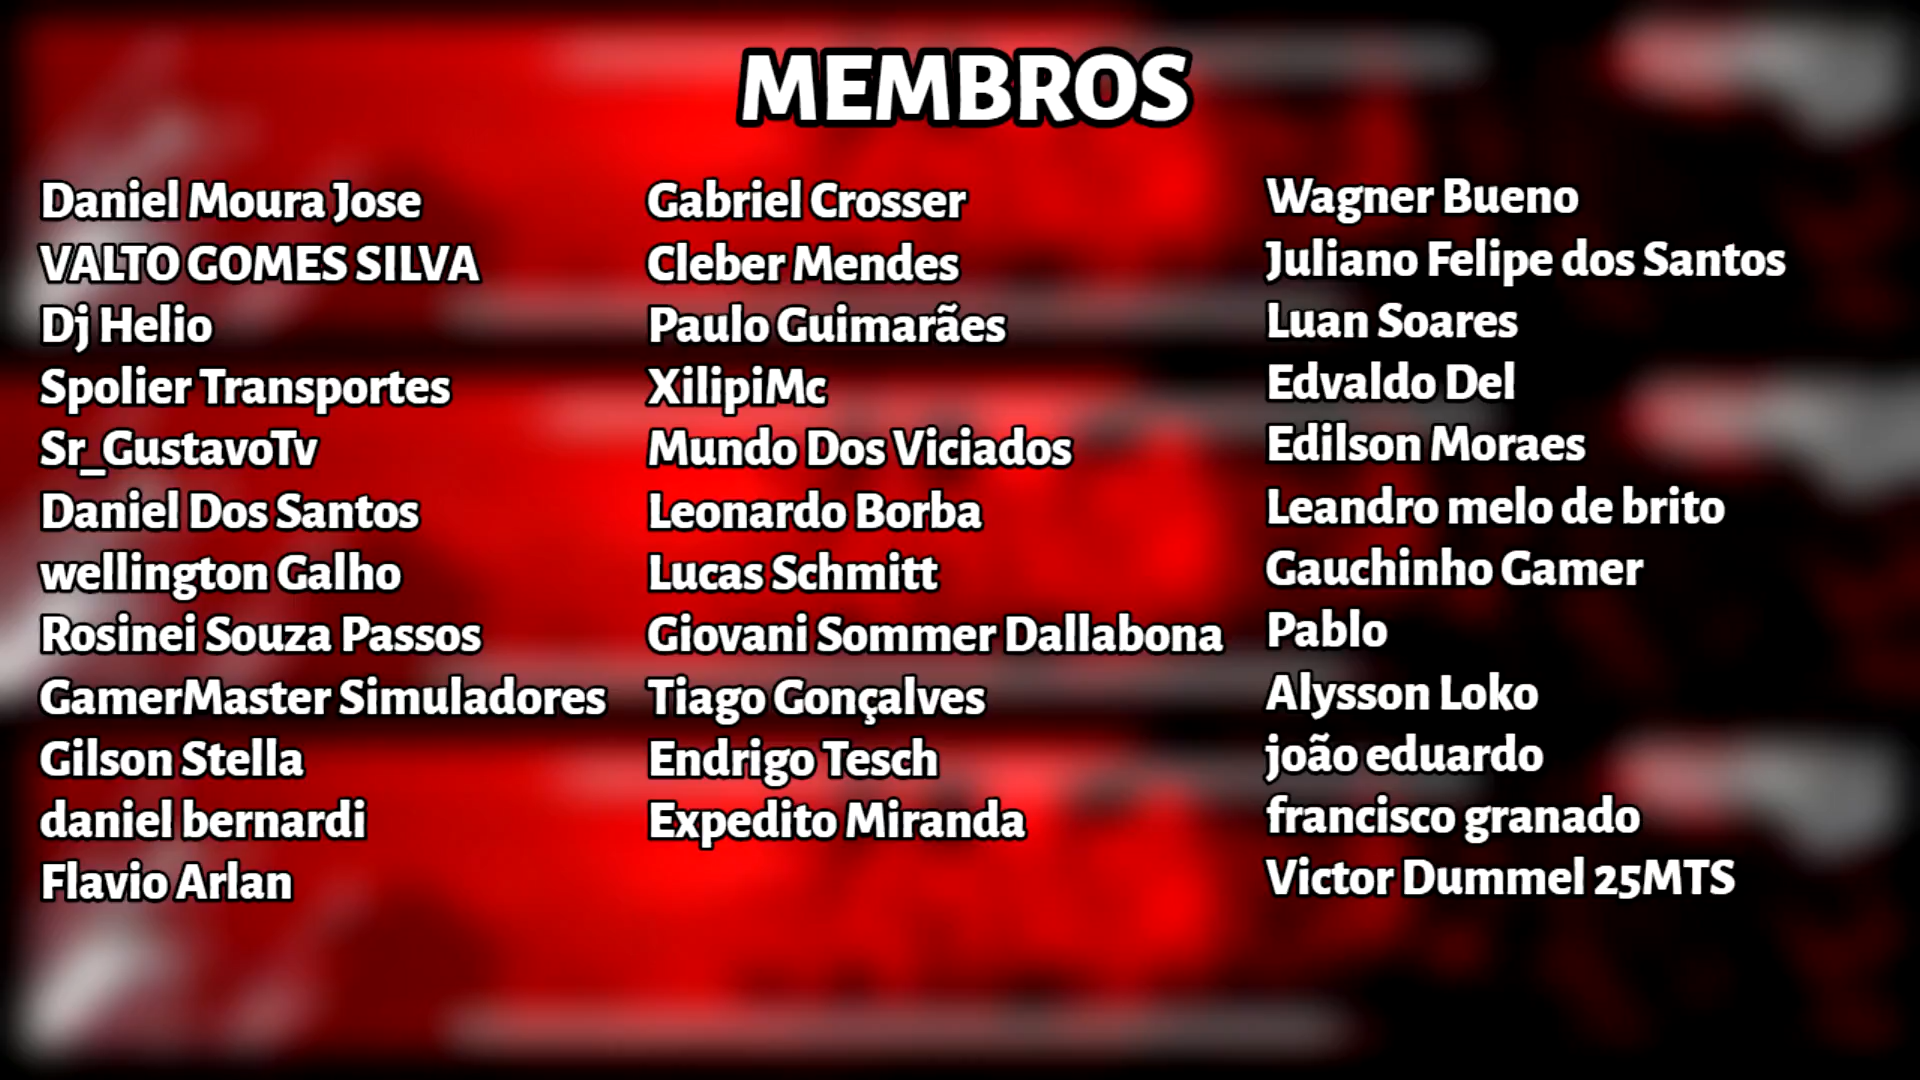 MEMBROS
Daniel Moura Jose
VALTO GOMES SILVA
Dj Helio
Spolier Transportes
Sr_GustavoTv
Daniel Dos Santos
wellington Galho
Rosinei Souza Passos
GamerMaster Simuladores
Gilson Stella
daniel bernardi
Flavio Arlan
Gabriel Crosser
Cleber Mendes
Paulo Guimarães
XilipiMc
Mundo Dos Viciados
Leonardo Borba
Lucas Schmitt
Giovani Sommer Dallabona
Tiago Gonçalves
Endrigo Tesch
Expedito Miranda
Wagner Bueno
Juliano Felipe dos Santos
Luan Soares
Edvaldo Del
Edilson Moraes
Leandro melo de brito
Gauchinho Gamer
Pablo
Alysson Loko
joão eduardo
francisco granado
Victor Dummel 25MTS